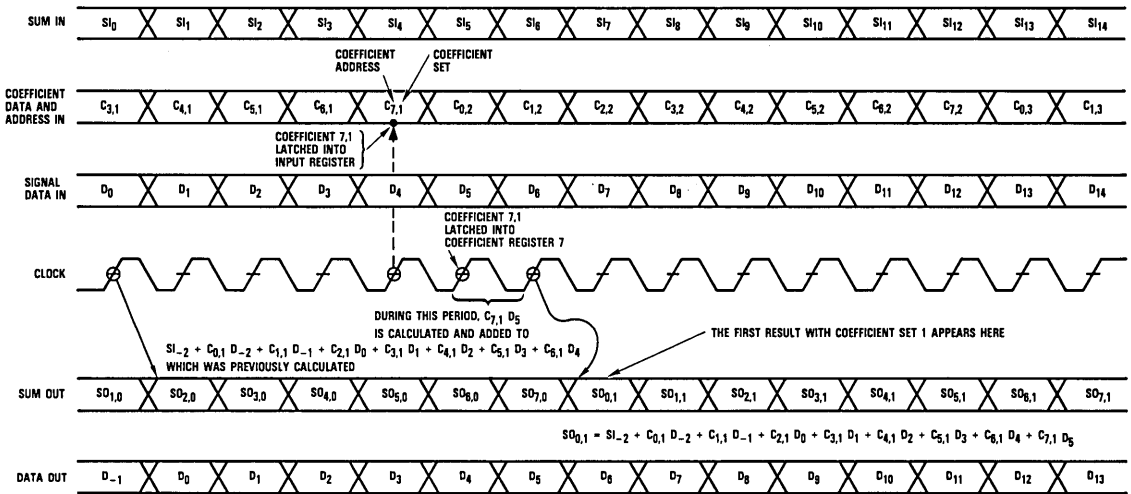 SUM IN SI0 SI1 SI2 SI3 SI4 SI5 SI6 SI7 SI8 SI9 SI10 SI11 SI12 SI13 SI14
COEFFICIENT ADDRESS
COEFFICIENT SET
COEFFICIENT DATA AND ADDRESS IN C3,1 C4,1 C5,1 C6,1 C7,1 C0,2 C1,2 C2,2 C3,2 C4,2 C5,2 C6,2 C7,2 C0,3 C1,3
COEFFICIENT 7,1
LATCHED INTO
INPUT REGISTER
SIGNAL DATA IN D0 D1 D2 D3 D4 D5 D6 D7 D8 D9 D10 D11 D12 D13 D14
COEFFICIENT 7,1
LATCHED INTO
COEFFICIENT REGISTER 7
CLOCK
DURING THIS PERIOD, C7,1 D5
IS CALCULATED AND ADDED TO
SI-2 + C0,1 D-2 + C1,1 D-1 + C2,1 D0 + C3,1 D1 + C4,1 D2 + C5,1 D3 + C6,1 D4
WHICH WAS PREVIOUSLY CALCULATED
THE FIRST RESULT WITH COEFFICIENT SET 1 APPEARS HERE
SUM OUT SO1,0 SO2,0 SO3,0 SO4,0 SO5,0 SO6,0 SO7,0 SO0,1 SO1,1 SO2,1 SO3,1 SO4,1 SO5,1 SO6,1 SO7,1
SO0,1 = SI-2 + C0,1 D-2 + C1,1 D-1 + C2,1 D0 + C3,1 D1 + C4,1 D2 + C5,1 D3 + C6,1 D4 + C7,1 D5
DATA OUT D-1 D0 D1 D2 D3 D4 D5 D6 D7 D8 D9 D10 D11 D12 D13